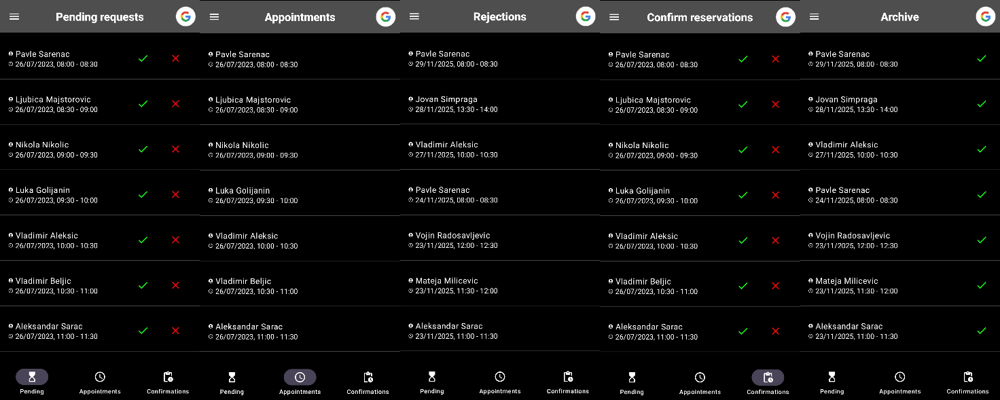 Pending requests
Pavle Sarenac
26/07/2023, 08:00 - 08:30
Ljubica Majstorovic
26/07/2023, 08:30 - 09:00
Nikola Nikolic
26/07/2023, 09:00 - 09:30
Luka Golijanin
26/07/2023, 09:30 - 10:00
Vladimir Aleksic
26/07/2023, 10:00 - 10:30
Vladimir Beljic
26/07/2023, 10:30 - 11:00
Aleksandar Sarac
26/07/2023, 11:00 - 11:30
Pending
Appointments
Confirmations
Appointments
Pavle Sarenac
26/07/2023, 08:00 - 08:30
Ljubica Majstorovic
26/07/2023, 08:30 - 09:00
Nikola Nikolic
26/07/2023, 09:00 - 09:30
Luka Golijanin
26/07/2023, 09:30 - 10:00
Vladimir Aleksic
26/07/2023, 10:00 - 10:30
Vladimir Beljic
26/07/2023, 10:30 - 11:00
Aleksandar Sarac
26/07/2023, 11:00 - 11:30
Pending
Appointments
Confirmations
Rejections
Pavle Sarenac
29/11/2025, 08:00 - 08:30
Jovan Simpraga
28/11/2025, 13:30 - 14:00
Vladimir Aleksic
27/11/2025, 10:00 - 10:30
Pavle Sarenac
24/11/2025, 08:00 - 08:30
Vojin Radosavljevic
23/11/2025, 12:00 - 12:30
Mateja Milicevic
23/11/2025, 11:30 - 12:00
Aleksandar Sarac
23/11/2025, 11:00 - 11:30
Pending
Appointments
Confirmations
Confirm reservations
Pavle Sarenac
26/07/2023, 08:00 - 08:30
Ljubica Majstorovic
26/07/2023, 08:30 - 09:00
Nikola Nikolic
26/07/2023, 09:00 - 09:30
Luka Golijanin
26/07/2023, 09:30 - 10:00
Vladimir Aleksic
26/07/2023, 10:00 - 10:30
Vladimir Beljic
26/07/2023, 10:30 - 11:00
Aleksandar Sarac
26/07/2023, 11:00 - 11:30
Pending
Appointments
Confirmations
Archive
Pavle Sarenac
29/11/2025, 08:00 - 08:30
Jovan Simpraga
28/11/2025, 13:30 - 14:00
Vladimir Aleksic
27/11/2025, 10:00 - 10:30
Pavle Sarenac
24/11/2025, 08:00 - 08:30
Vojin Radosavljevic
23/11/2025, 12:00 - 12:30
Mateja Milicevic
23/11/2025, 11:30 - 12:00
Aleksandar Sarac
23/11/2025, 11:00 - 11:30
Pending
Appointments
Confirmations